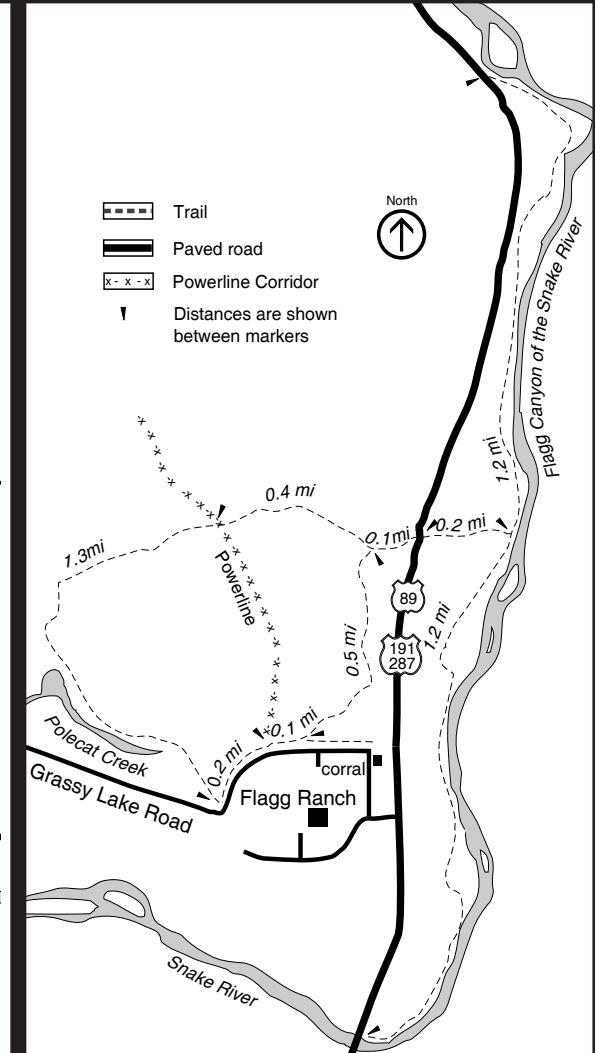 North
Trail
Paved road
x - x - x
Powerline Corridor
Distances are shown
between markers
Flagg Canyon of the Snake River
1.2 mi
0.4 mi
0.1mi
0.2 mi
1.3mi
Powerline
89
191
287
1.2 mi
0.5 mi
0.1 mi
0.2 mi
Polecat Creek
Grassy Lake Road
corral
Flagg Ranch
Snake River